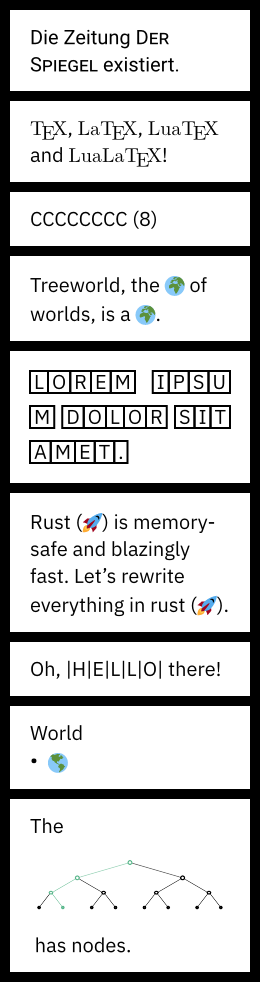 Die Zeitung DER
SPIEGEL existiert.
TEX, LaTEX, LuaTEX
and LuaLaTEX!
CCCCCCCC (8)
Treeworld, the 🌍 of
worlds, is a 🌍.
LOREM IPSU
M DOLOR SIT
AMET.
Rust (🚀) is memory-
safe and blazingly
fast. Let’s rewrite
everything in rust (🚀).
Oh, |H|E|L|L|O| there!
World
• 🌎
The
has nodes.